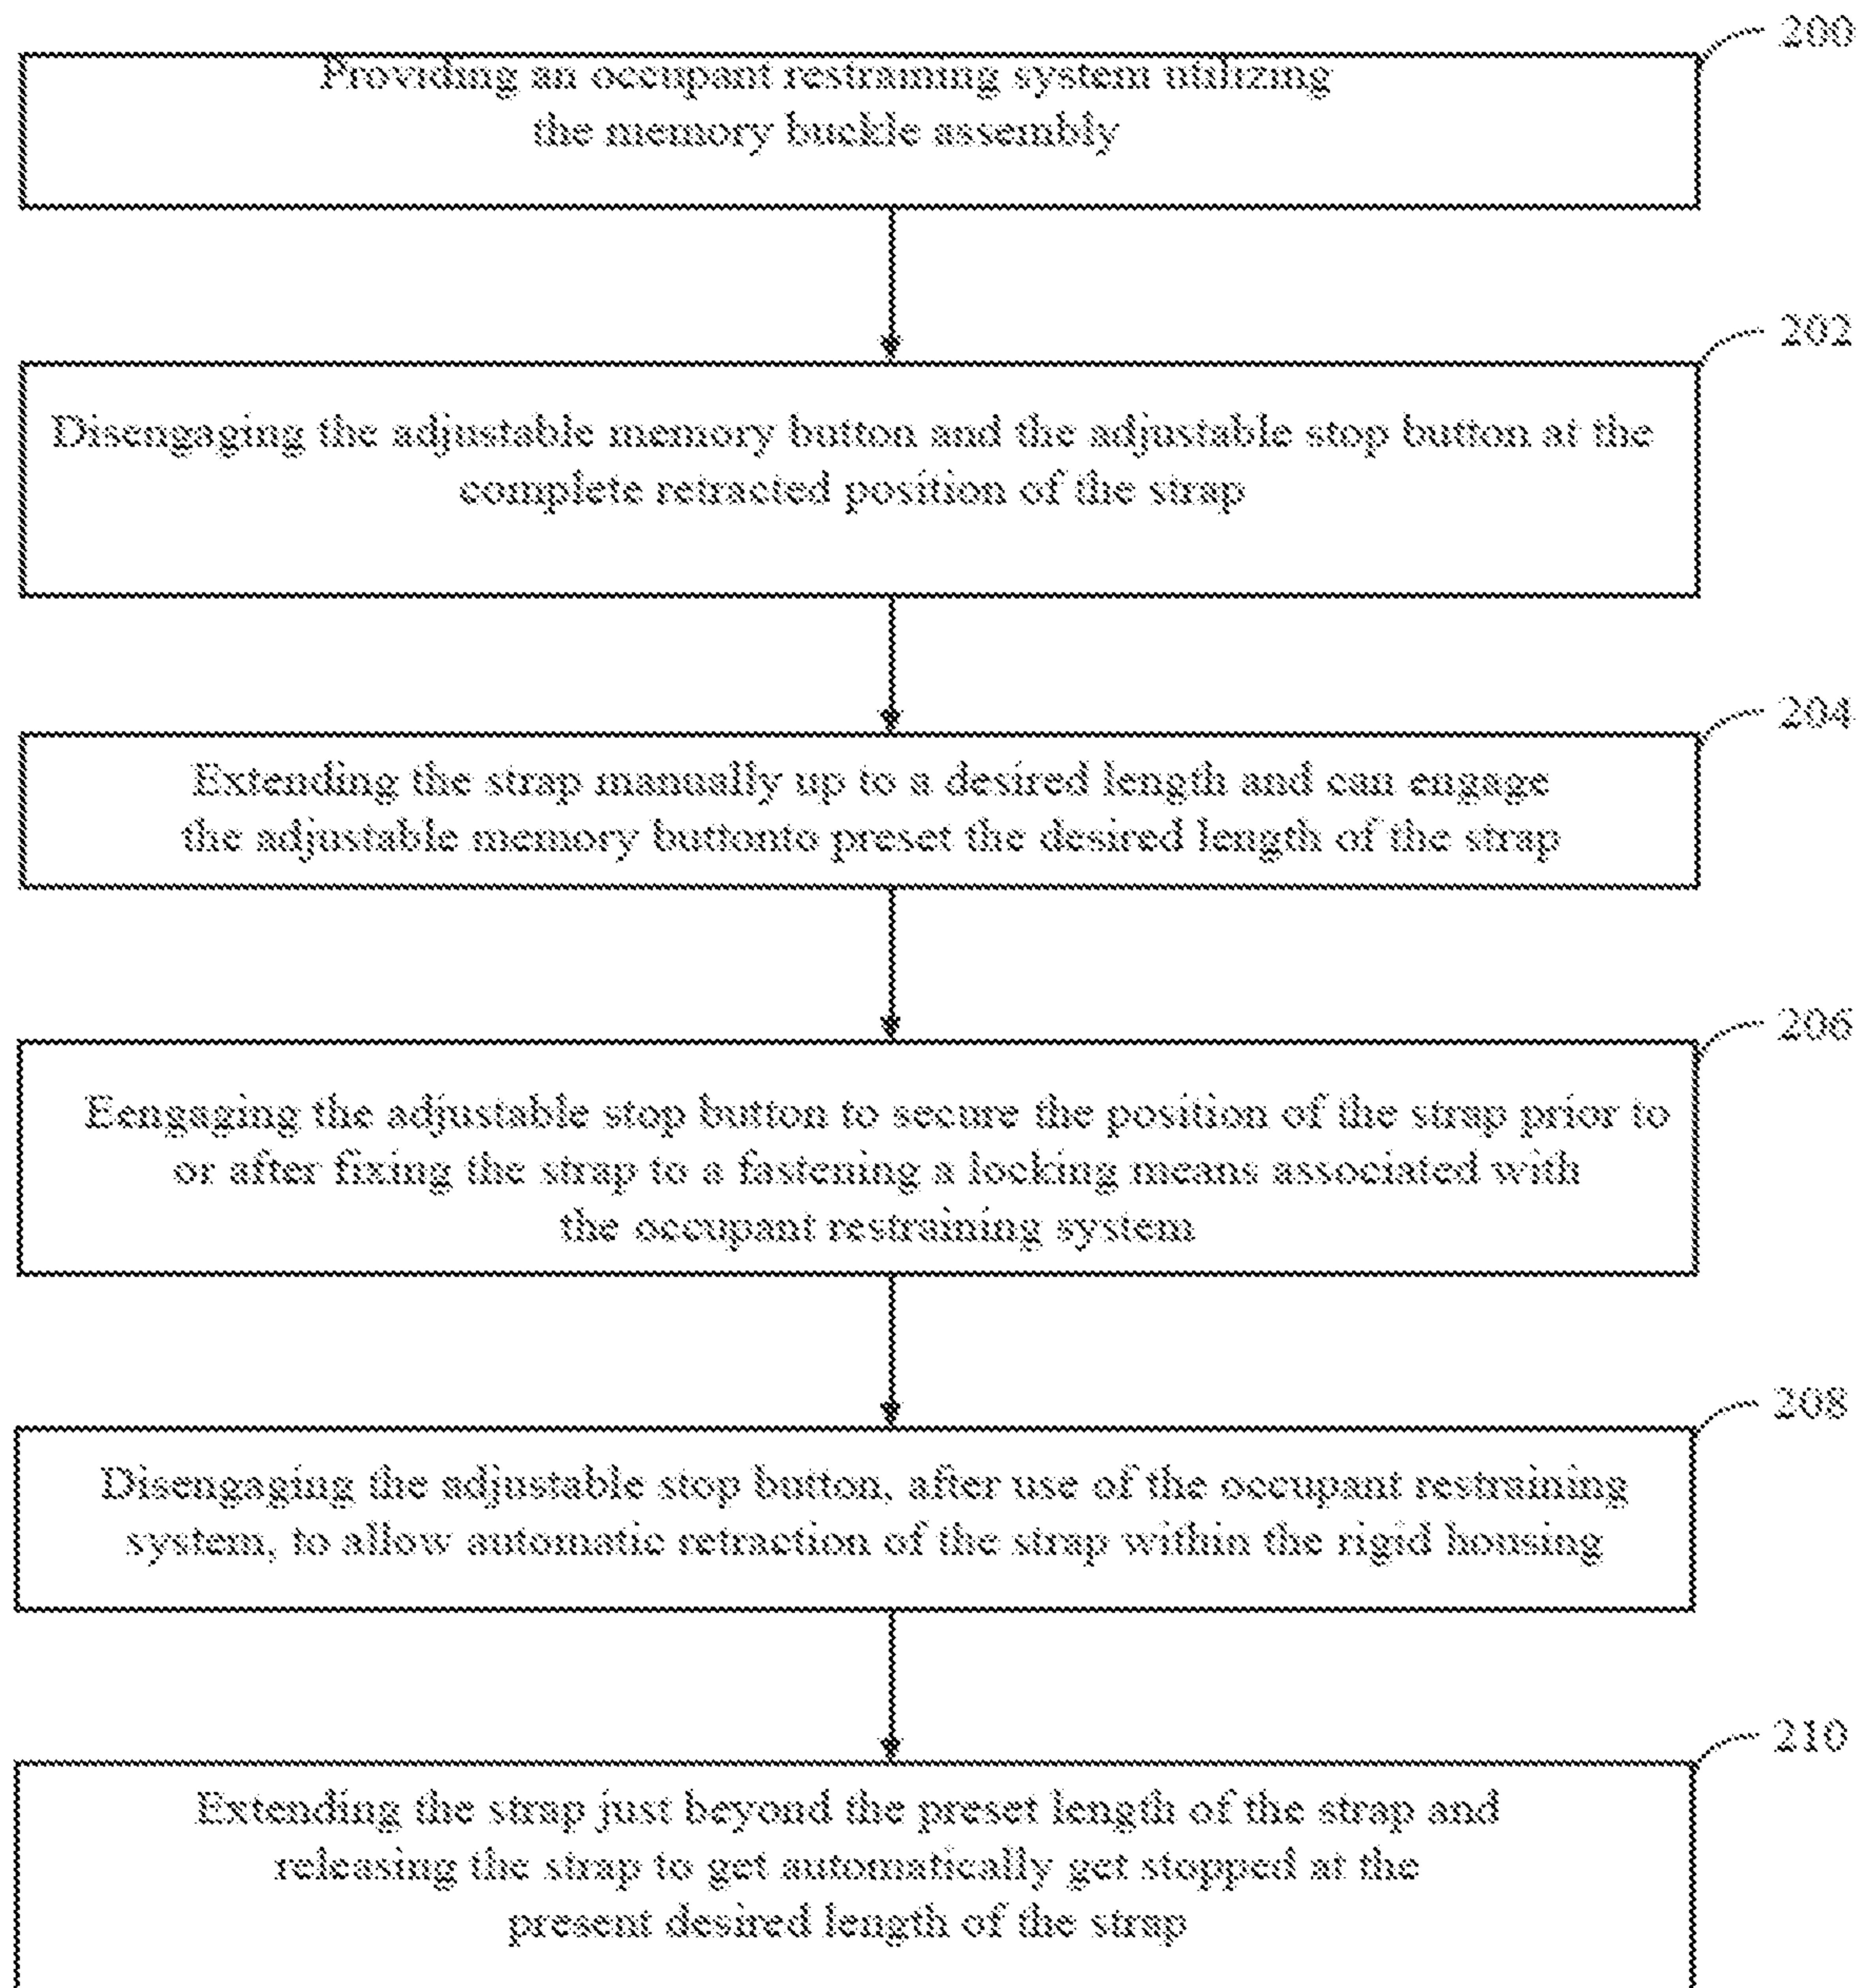 200
Providing an occupant restraining system utilizing
the memory buckle assembly
202
Disengaging the adjustable memory button and the adjustable stop button at the
complete retracted position of the strap
204
Extending the strap manually up to a desired length and can engage
the adjustable memory buttonto preset the desired length of the strap
206
Eengaging the adjustable stop button to secure the position of the strap prior to
or after fixing the strap to a fastening a locking means associated with
the occupant restraining system
208
Disengaging the adjustable stop button, after use of the occupant restraining
system, to allow automatic retraction of the strap within the rigid housing
210
Extending the strap just beyond the preset length of the strap and
releasing the strap to get automatically get stopped at the
present desired length of the strap